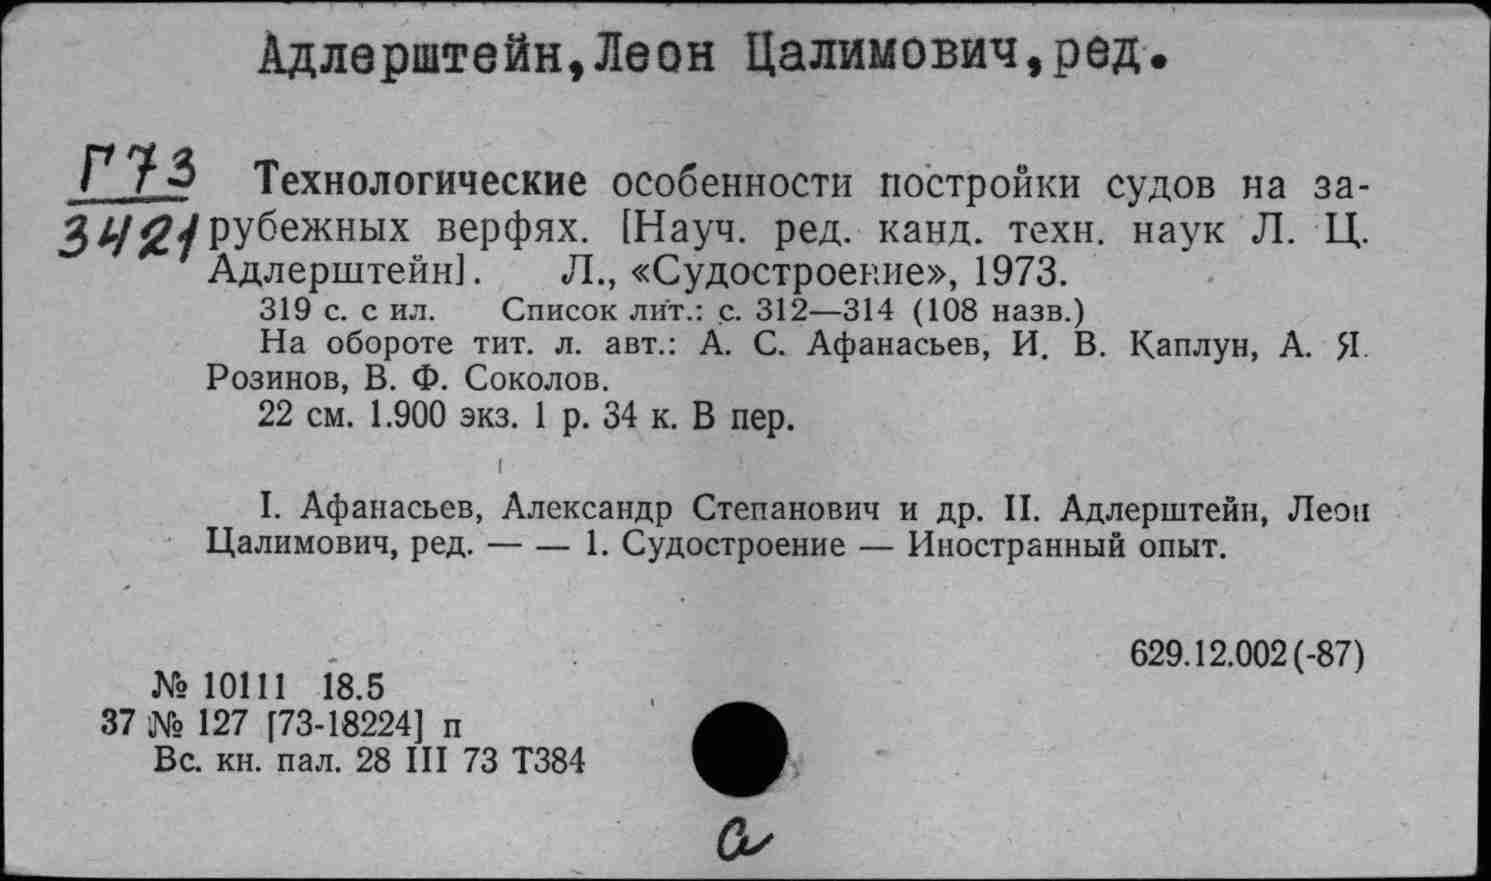 Адлерштейн,Леон Цалимович,ред.
Г73 Технологические особенности постройки судов на за-
3421 рубежных верфях. [Науч. ред. канд. техн. наук Л. Ц.
Адлерштейн]. Л., «Судостроение», 1973.
319 с. с ил. Список лит.: с. 312—314 (108 назв.)
На обороте тит. л. авт.: А. С. Афанасьев, И. В. Каплун, А. Я.
Розинов, В. Ф. Соколов.
22 см. 1.900 экз. 1 р. 34 к. В пер.
I. Афанасьев, Александр Степанович и др. II. Адлерштейн, Леон
Цалимович, ред. — — 1. Судостроение — Иностранный опыт.
629.12.002(-87)
№ 10111 18.5
37 № 127 [73-18224] п
Вс. кн. пал. 28 III 73 Т384
а